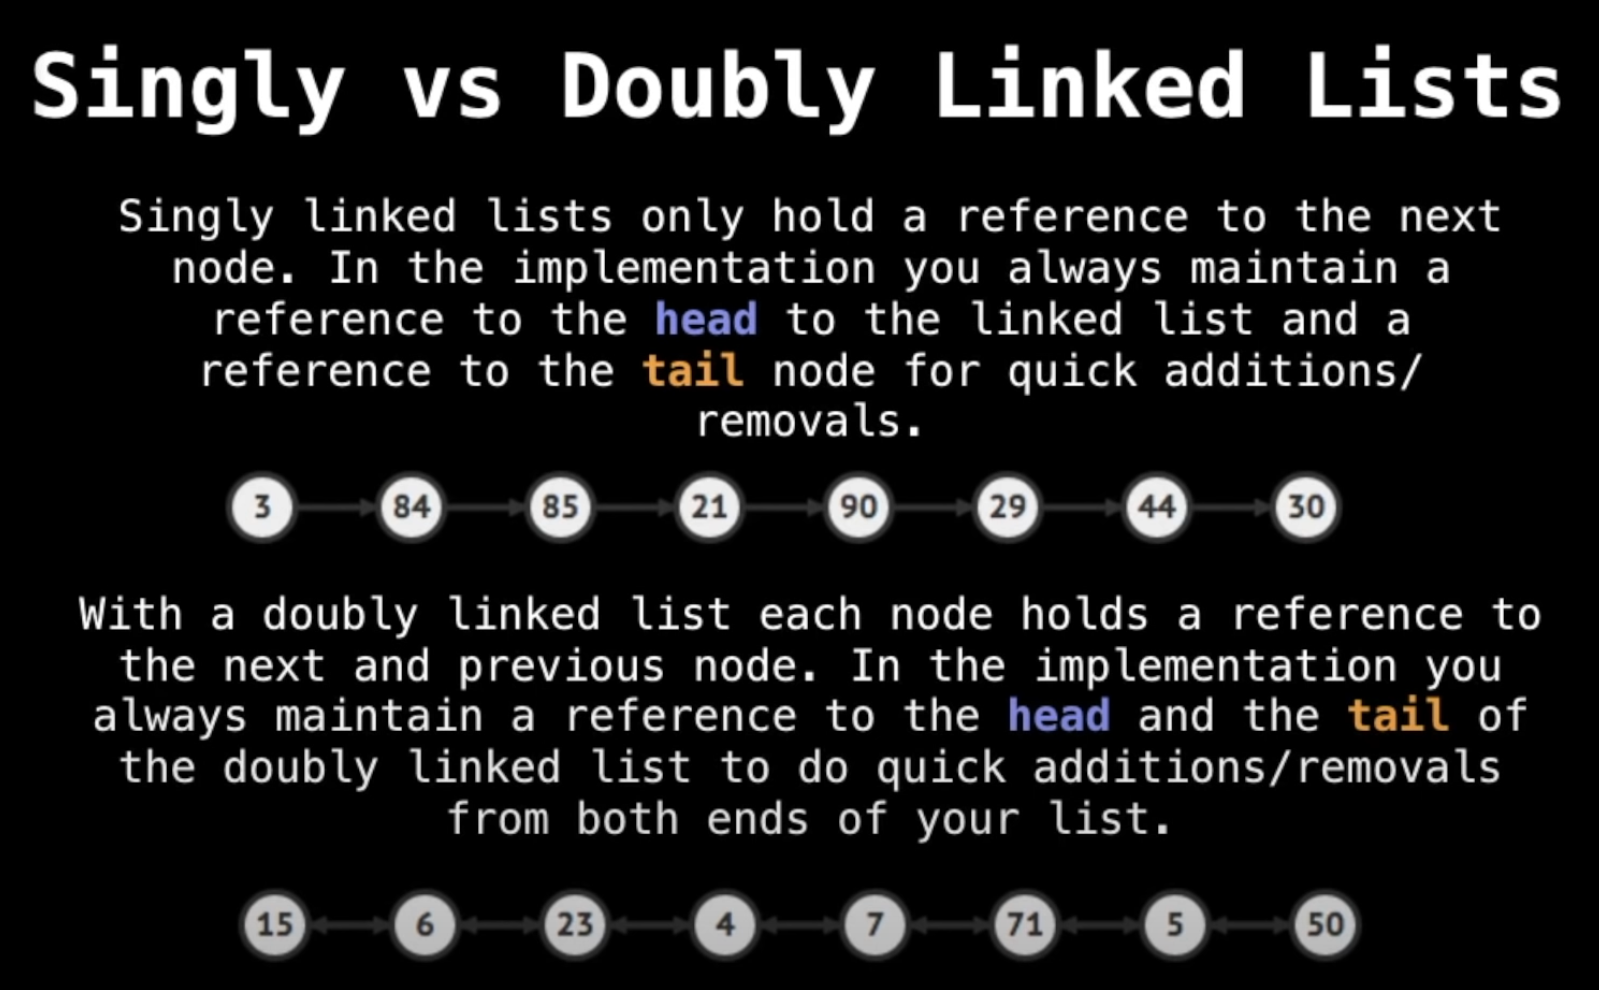 Singly vs Doubly Linked Lists
Singly linked lists only hold a reference to the next
node. In the implementation you always maintain a
reference to the head to the linked list and a
reference to the tail node for quick additions/
removals.
3 84 85 21 90 29 44 30
With a doubly linked list each node holds a reference to
the next and previous node. In the implementation you
always maintain a reference to the head and the tail of
the doubly linked list to do quick additions/removals
from both ends of your list.
15 6 23 4 7 71 5 50